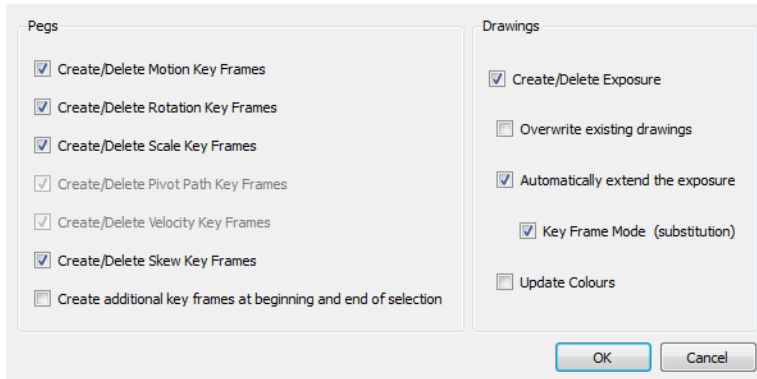 Pegs
Create/Delete Motion Key Frames
Create/Delete Rotation Key Frames
Create/Delete Scale Key Frames
Create/Delete Pivot Path Key Frames
Create/Delete Velocity Key Frames
Create/Delete Skew Key Frames
Create additional key frames at beginning and end of selection
Drawings
Create/Delete Exposure
Overwrite existing drawings
Automatically extend the exposure
Key Frame Mode (substitution)
Update Colours
OK
Cancel